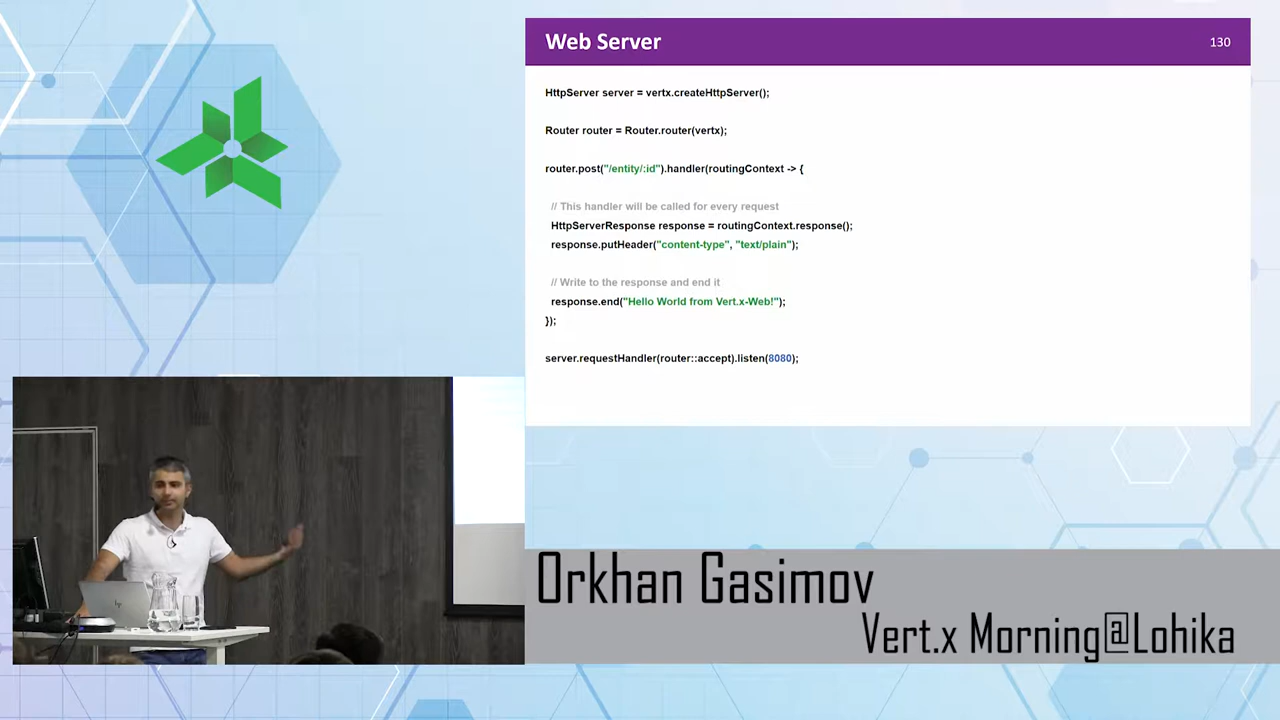 Web Server
130
HttpServer server = vertx.createHttpServer();
Router router = Router.router(vertx);
router.post("/entity/:id").handler(routingContext -> {
// This handler will be called for every request
HttpServerResponse response = routingContext.response();
response.putHeader("content-type", "text/plain");
// Write to the response and end it
response.end("Hello World from Vert.x-Web!");
});
server.requestHandler(router::accept).listen(8080);
Orkhan Gasimov
Vert.x Morning@Lohika